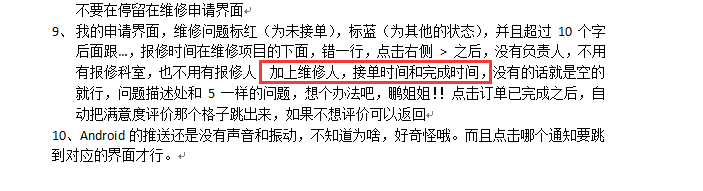 不要在停留在维修申请界面
9、 我的申请界面，维修问题标红（为未接单），标蓝（为其他的状态），并且超过 10 个字
后面跟…，报修时间在维修项目的下面，错一行，点击右侧 > 之后，没有负责人，不用
有报修科室，也不用有报修人 加上维修人，接单时间和完成时间，没有的话就是空的
就行，问题描述处和 5 一样的问题，想个办法吧，鹏姐姐!! 点击订单已完成之后，自
动把满意度评价那个格子跳出来，如果不想评价可以返回
10、Android 的推送还是没有声音和振动，不知道为啥，好奇怪哦。而且点击哪个通知要跳
到对应的界面才行。